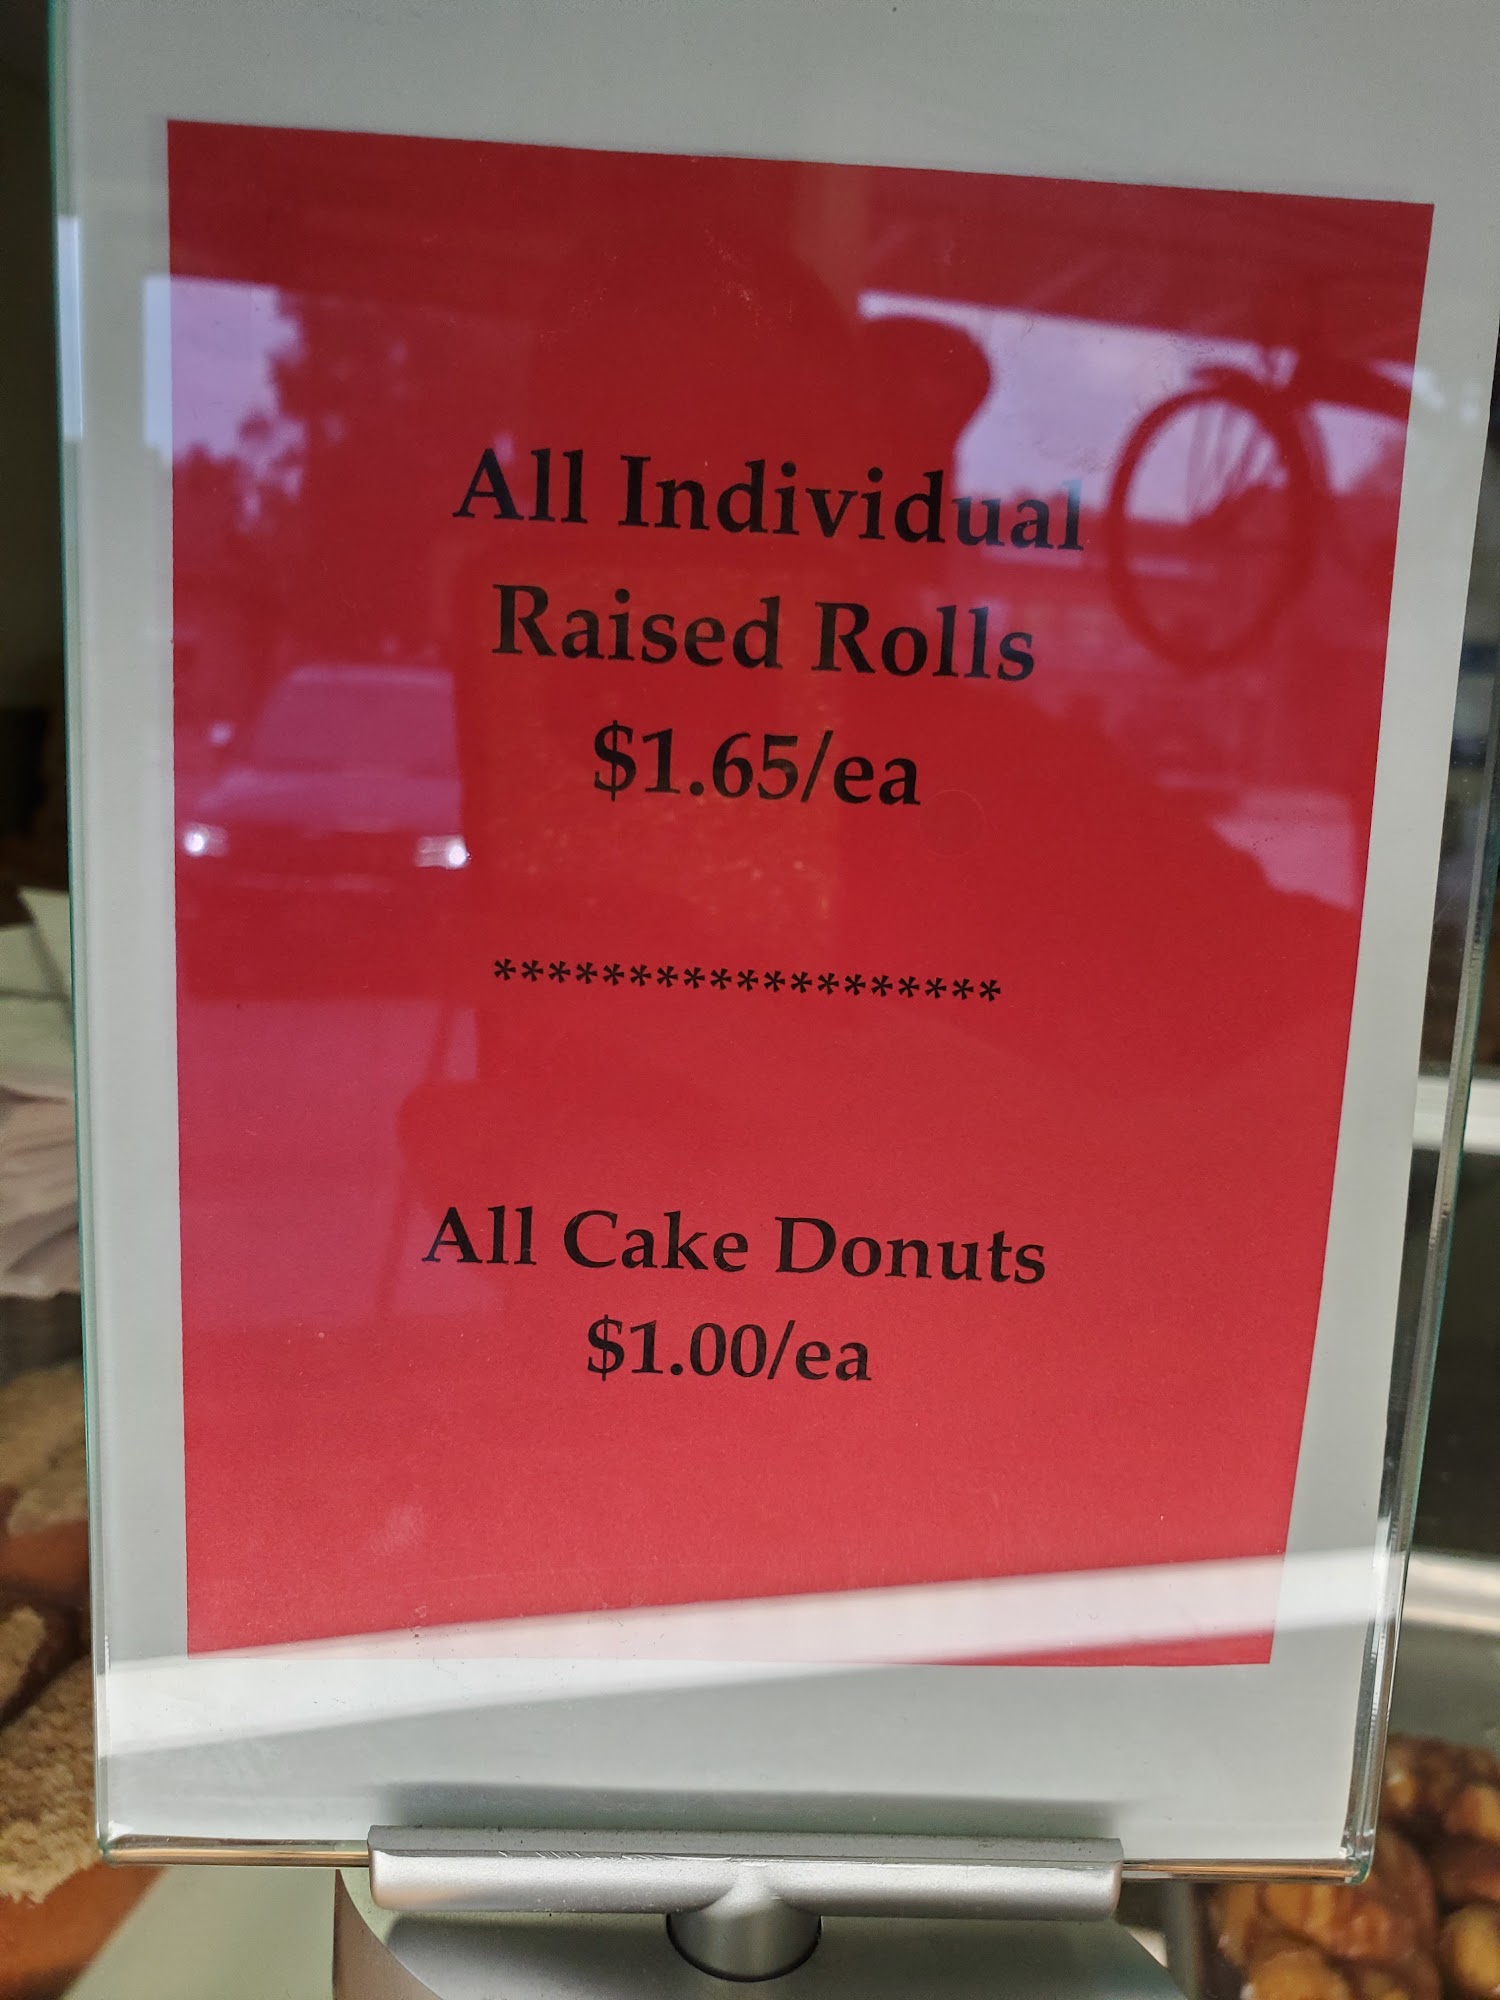 All Individual
Raised Rolls
$1.65/ea
*******************
All Cake Donuts
$1.00/ea